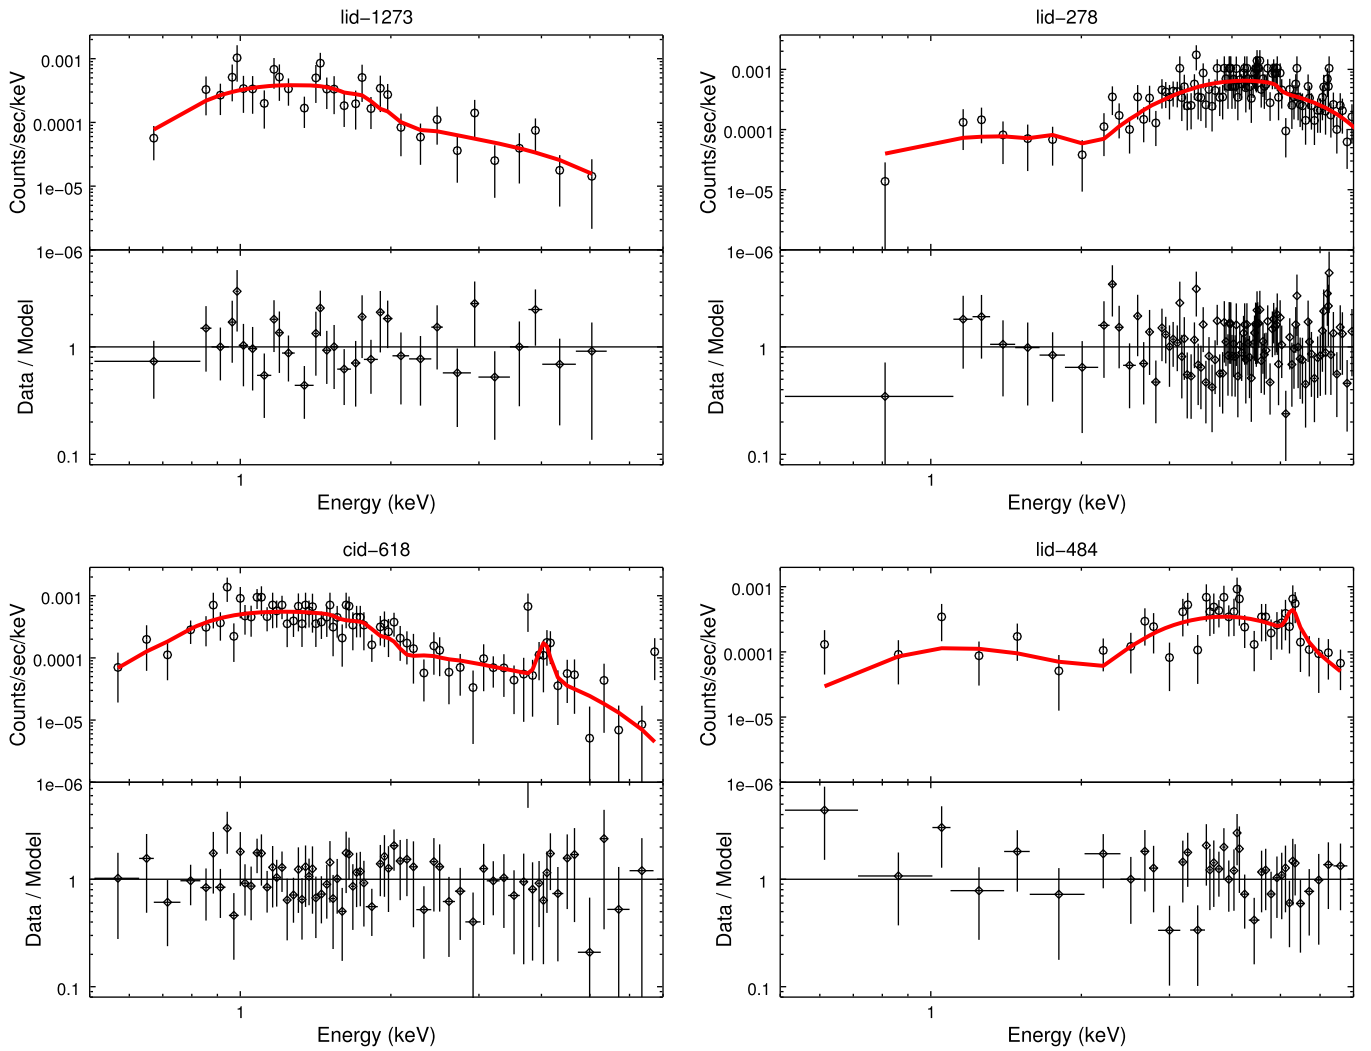 lid−1273
Counts/sec/keV
0.001
0.0001
1e−05
1e−06
Data / Model
1
0.1
1
Energy (keV)
lid−278
Counts/sec/keV
0.001
0.0001
1e−05
1e−06
Data / Model
1
0.1
1
Energy (keV)
cid−618
Counts/sec/keV
0.001
0.0001
1e−05
1e−06
Data / Model
1
0.1
1
Energy (keV)
lid−484
Counts/sec/keV
0.001
0.0001
1e−05
1e−06
Data / Model
1
0.1
1
Energy (keV)